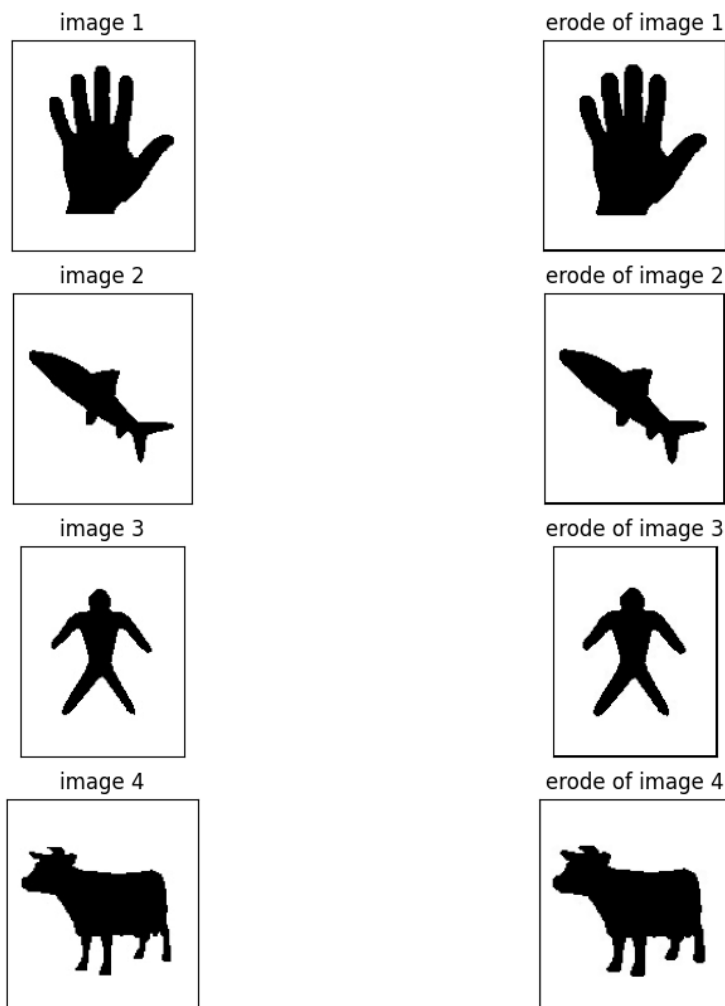 image 1
erode of image 1
image 2
erode of image 2
image 3
erode of image 3
image 4
erode of image 4